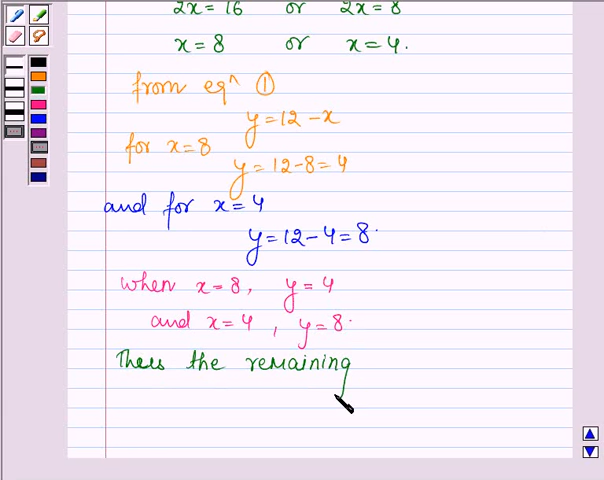 2x = 16 or 2x = 8
x = 8 or x = 4.
from eqⁿ ①
y = 12 - x
for x = 8
y = 12 - 8 = 4
and for x = 4
y = 12 - 4 = 8.
when x = 8, y = 4
and x = 4, y = 8.
Thus the remaining